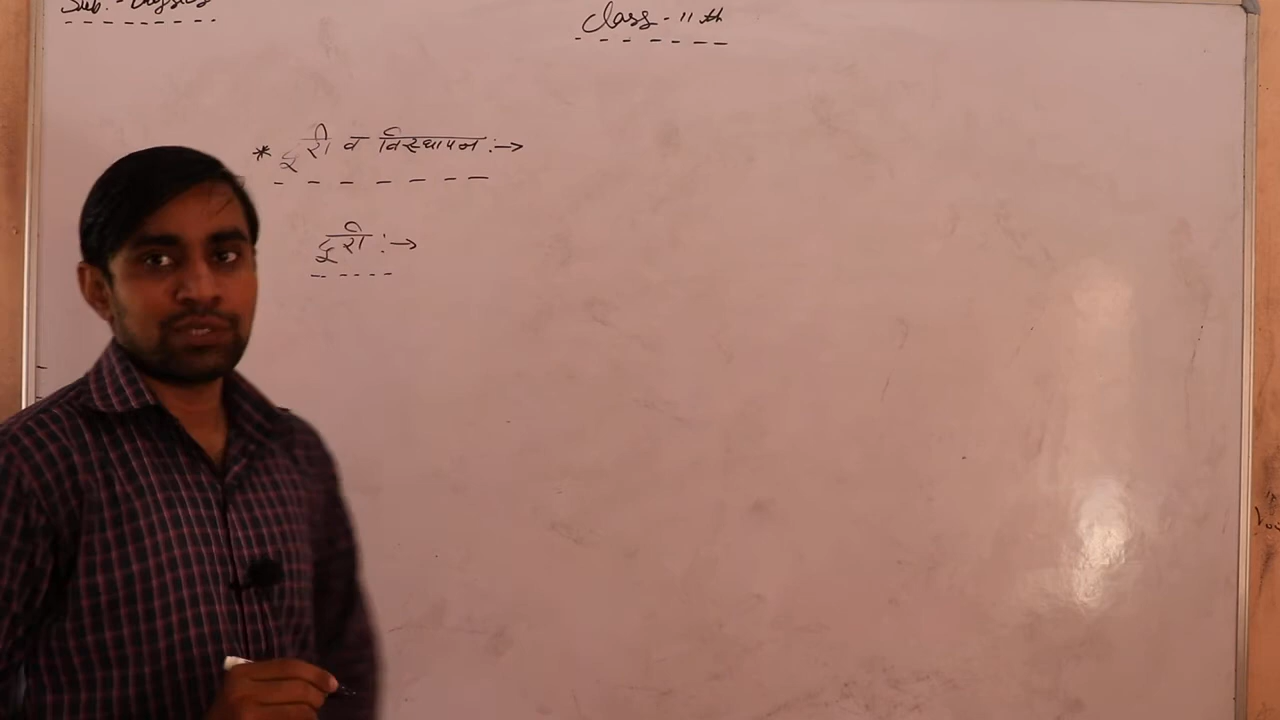 Sub. - Physics
Class - 11th
* दूरी व विस्थापन :→
दूरी :→